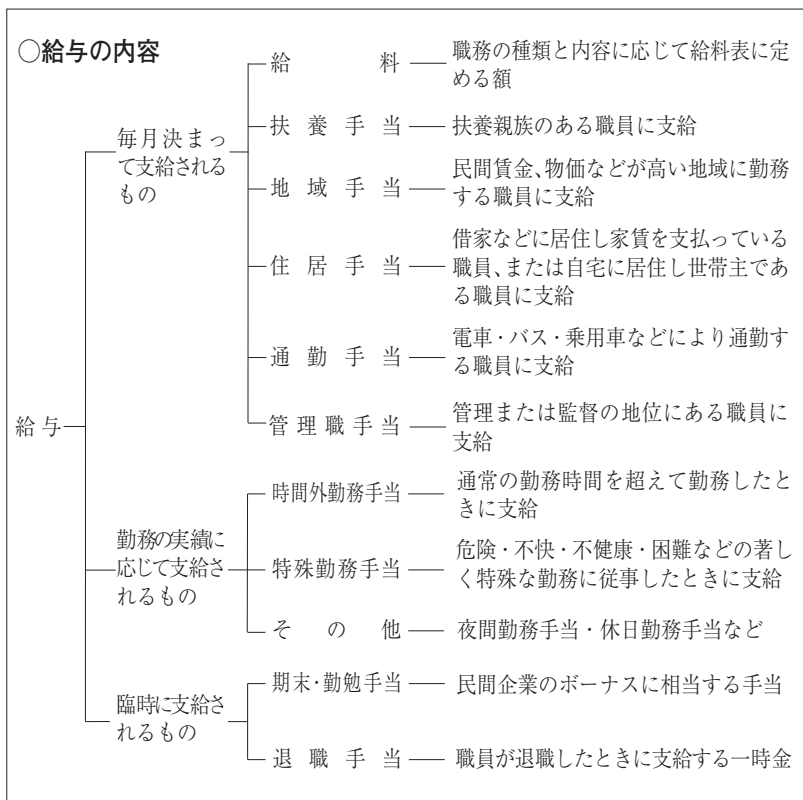 ○給与の内容
給料
職務の種類と内容に応じて給料表に定
める額
毎月決まっ
て支給される
もの
扶養手当
扶養親族のある職員に支給
地域手当
民間賃金、物価などが高い地域に勤務
する職員に支給
住居手当
借家などに居住し家賃を支払っている
職員、または自宅に居住し世帯主であ
る職員に支給
通勤手当
電車・バス・乗用車などにより通勤す
る職員に支給
給与
管理職手当
管理または監督の地位にある職員に
支給
時間外勤務手当
通常の勤務時間を超えて勤務したと
きに支給
勤務の実績に
応じて支給さ
れるもの
特殊勤務手当
危険・不快・不健康・困難などの著し
く特殊な勤務に従事したときに支給
その他
夜間勤務手当・休日勤務手当など
臨時に支給さ
れるもの
期末・勤勉手当
民間企業のボーナスに相当する手当
退職手当
職員が退職したときに支給する一時金